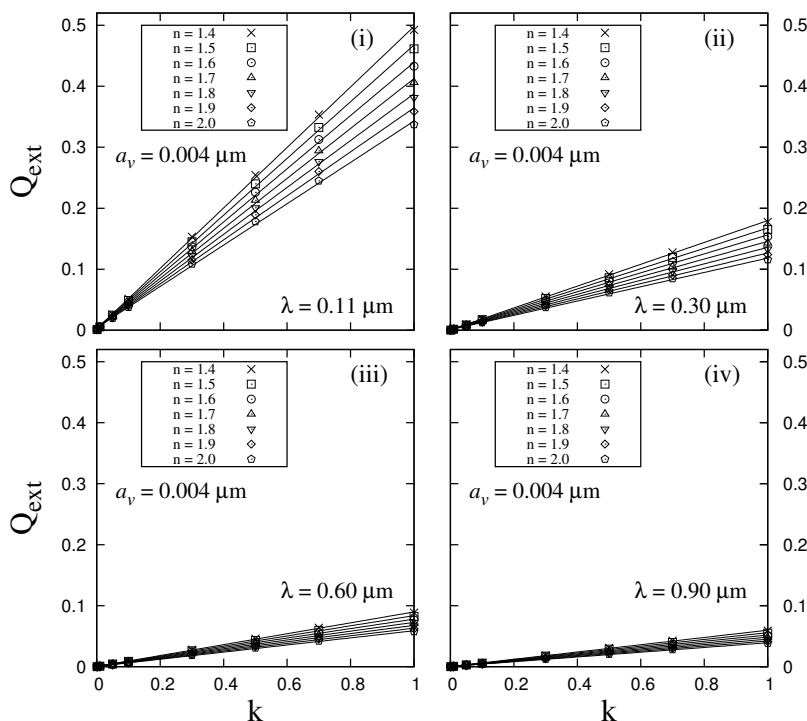 (i)
n = 1.4
n = 1.5
n = 1.6
n = 1.7
n = 1.8
n = 1.9
n = 2.0
a_v = 0.004 μm
λ = 0.11 μm
Q_ext
0.5
0.4
0.3
0.2
0.1
0
(ii)
n = 1.4
n = 1.5
n = 1.6
n = 1.7
n = 1.8
n = 1.9
n = 2.0
a_v = 0.004 μm
λ = 0.30 μm
0.5
0.4
0.3
0.2
0.1
0
(iii)
n = 1.4
n = 1.5
n = 1.6
n = 1.7
n = 1.8
n = 1.9
n = 2.0
a_v = 0.004 μm
λ = 0.60 μm
Q_ext
0.5
0.4
0.3
0.2
0.1
0
0 0.2 0.4 0.6 0.8 1
k
(iv)
n = 1.4
n = 1.5
n = 1.6
n = 1.7
n = 1.8
n = 1.9
n = 2.0
a_v = 0.004 μm
λ = 0.90 μm
0.5
0.4
0.3
0.2
0.1
0
0 0.2 0.4 0.6 0.8 1
k